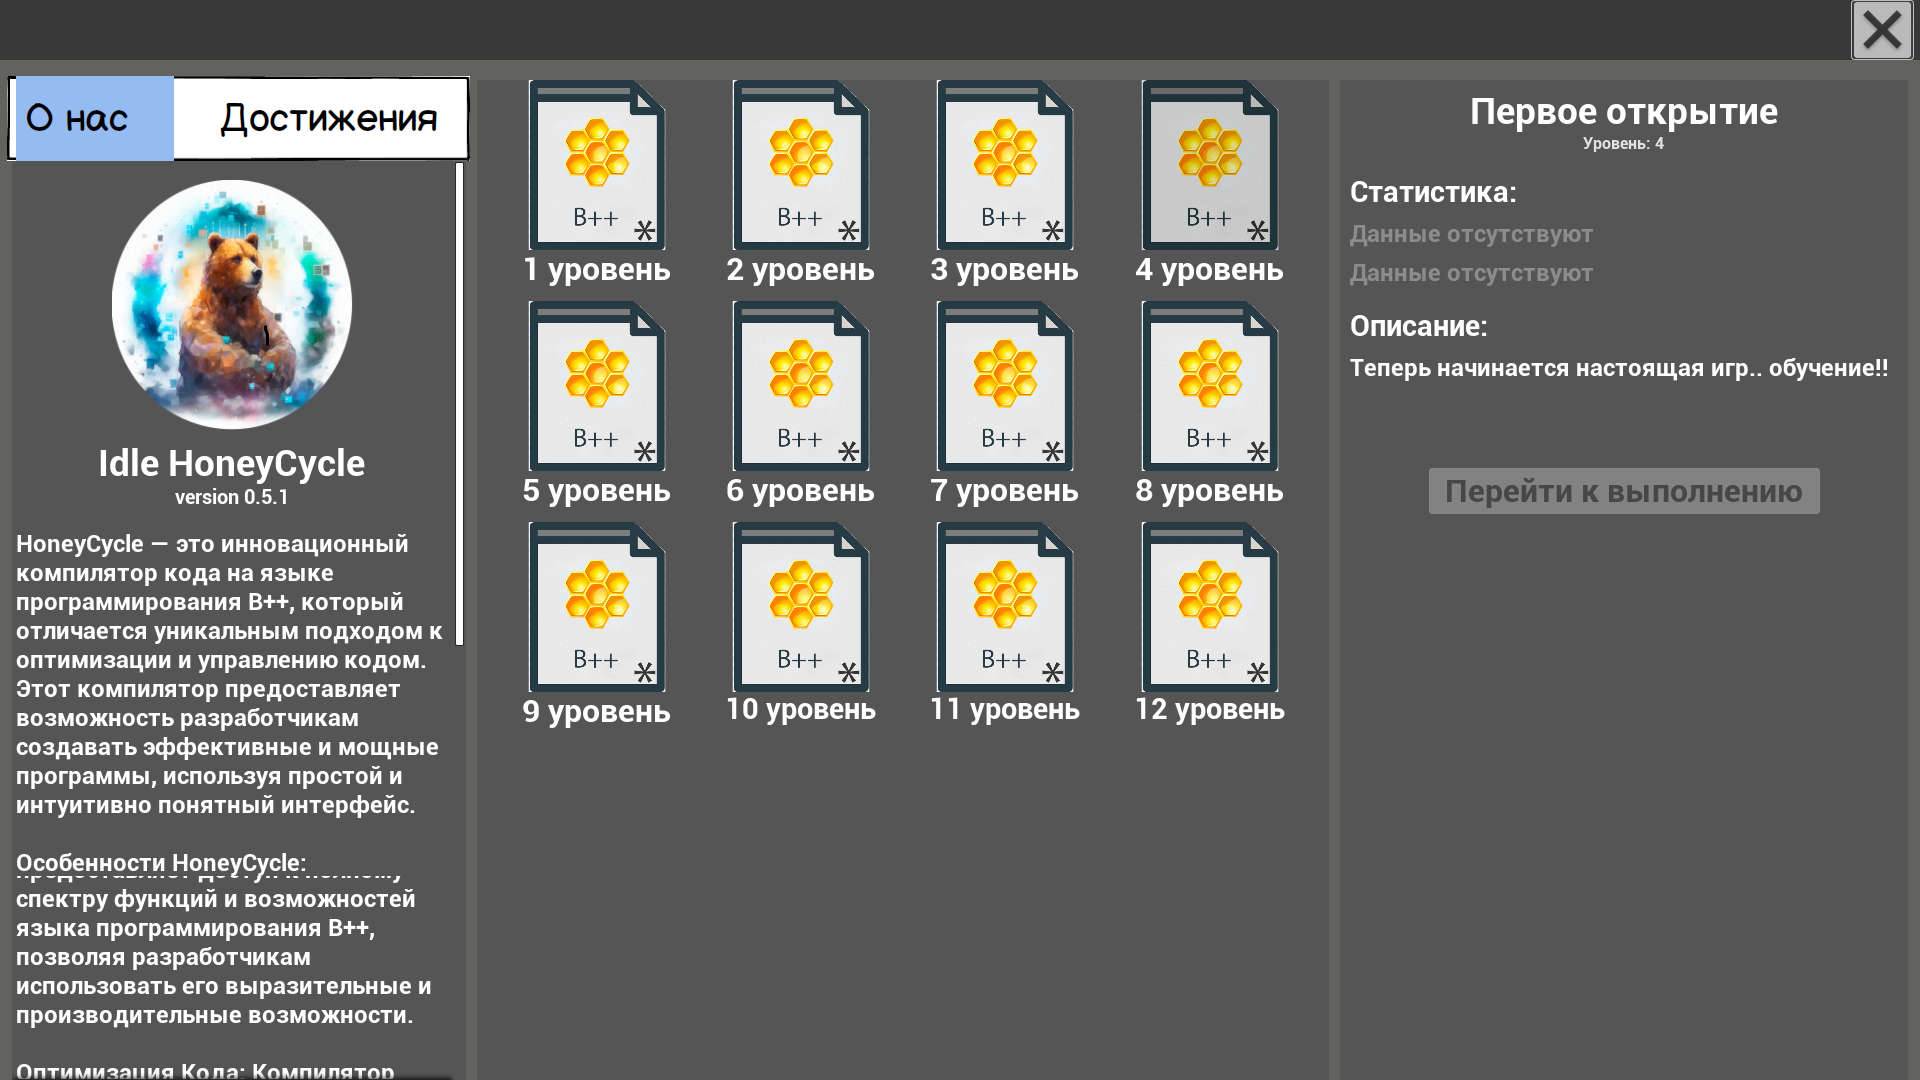 О нас
Достижения
Idle HoneyCycle
version 0.5.1
HoneyCycle — это инновационный
компилятор кода на языке
программирования B++, который
отличается уникальным подходом к
оптимизации и управлению кодом.
Этот компилятор предоставляет
возможность разработчикам
создавать эффективные и мощные
программы, используя простой и
интуитивно понятный интерфейс.
Особенности HoneyCycle:
спектру функций и возможностей
языка программирования B++,
позволяя разработчикам
использовать его выразительные и
производительные возможности.
Оптимизация Кода: Компилятор
B++ *
B++ *
B++ *
B++ *
1 уровень
2 уровень
3 уровень
4 уровень
B++ *
B++ *
B++ *
B++ *
5 уровень
6 уровень
7 уровень
8 уровень
B++ *
B++ *
B++ *
B++ *
9 уровень
10 уровень
11 уровень
12 уровень
Первое открытие
Уровень: 4
Статистика:
Данные отсутствуют
Данные отсутствуют
Описание:
Теперь начинается настоящая игр.. обучение!!
Перейти к выполнению